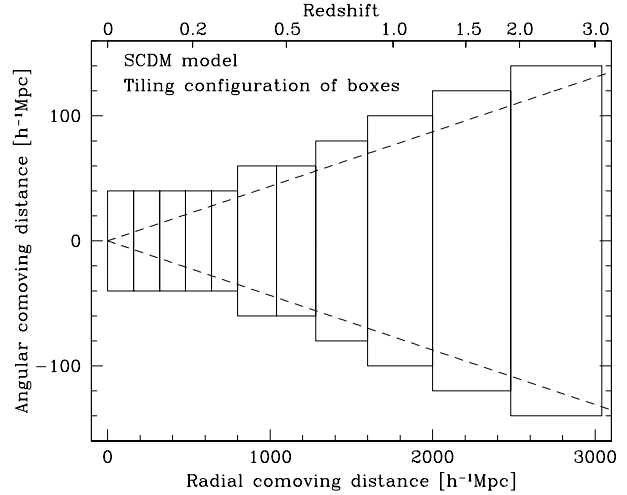 Redshift
0 0.2 0.5 1.0 1.5 2.0 3.0
SCDM model
Tiling configuration of boxes
Angular comoving distance [h⁻¹Mpc]
100
0
−100
0 1000 2000 3000
Radial comoving distance [h⁻¹Mpc]